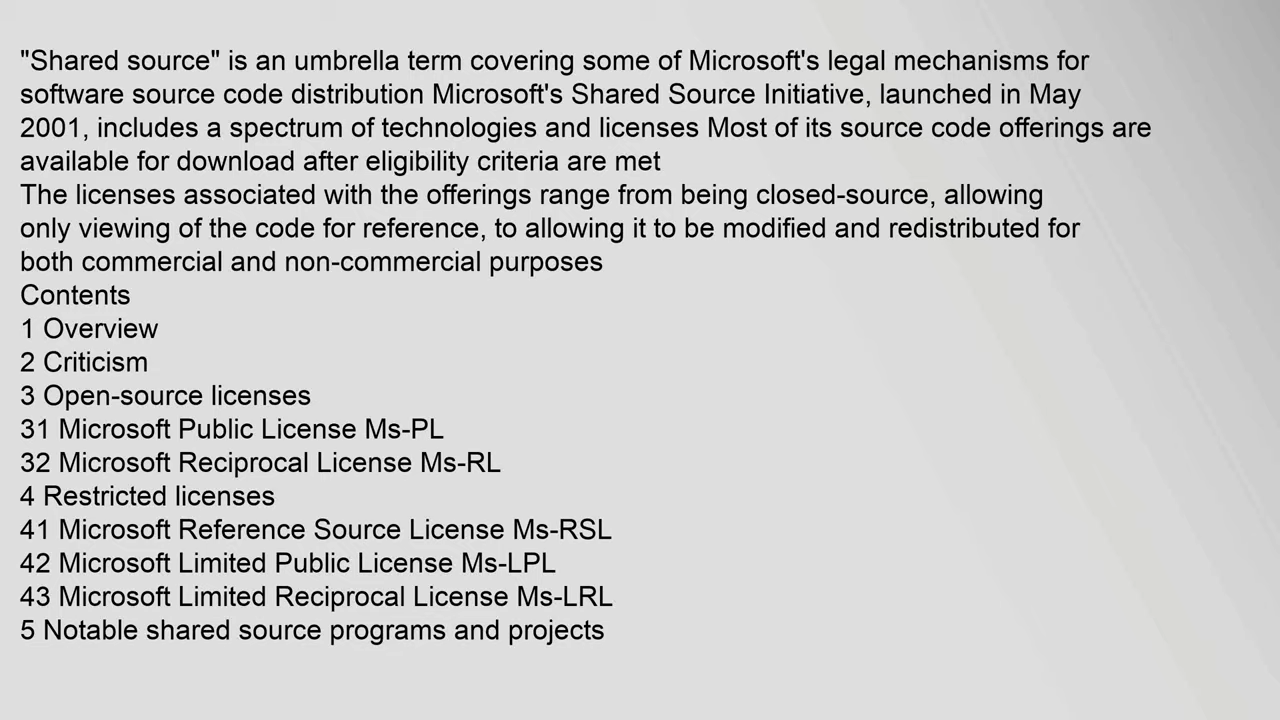 "Shared source" is an umbrella term covering some of Microsoft's legal mechanisms for
software source code distribution Microsoft's Shared Source Initiative, launched in May
2001, includes a spectrum of technologies and licenses Most of its source code offerings are
available for download after eligibility criteria are met
The licenses associated with the offerings range from being closed-source, allowing
only viewing of the code for reference, to allowing it to be modified and redistributed for
both commercial and non-commercial purposes
Contents
1 Overview
2 Criticism
3 Open-source licenses
31 Microsoft Public License Ms-PL
32 Microsoft Reciprocal License Ms-RL
4 Restricted licenses
41 Microsoft Reference Source License Ms-RSL
42 Microsoft Limited Public License Ms-LPL
43 Microsoft Limited Reciprocal License Ms-LRL
5 Notable shared source programs and projects